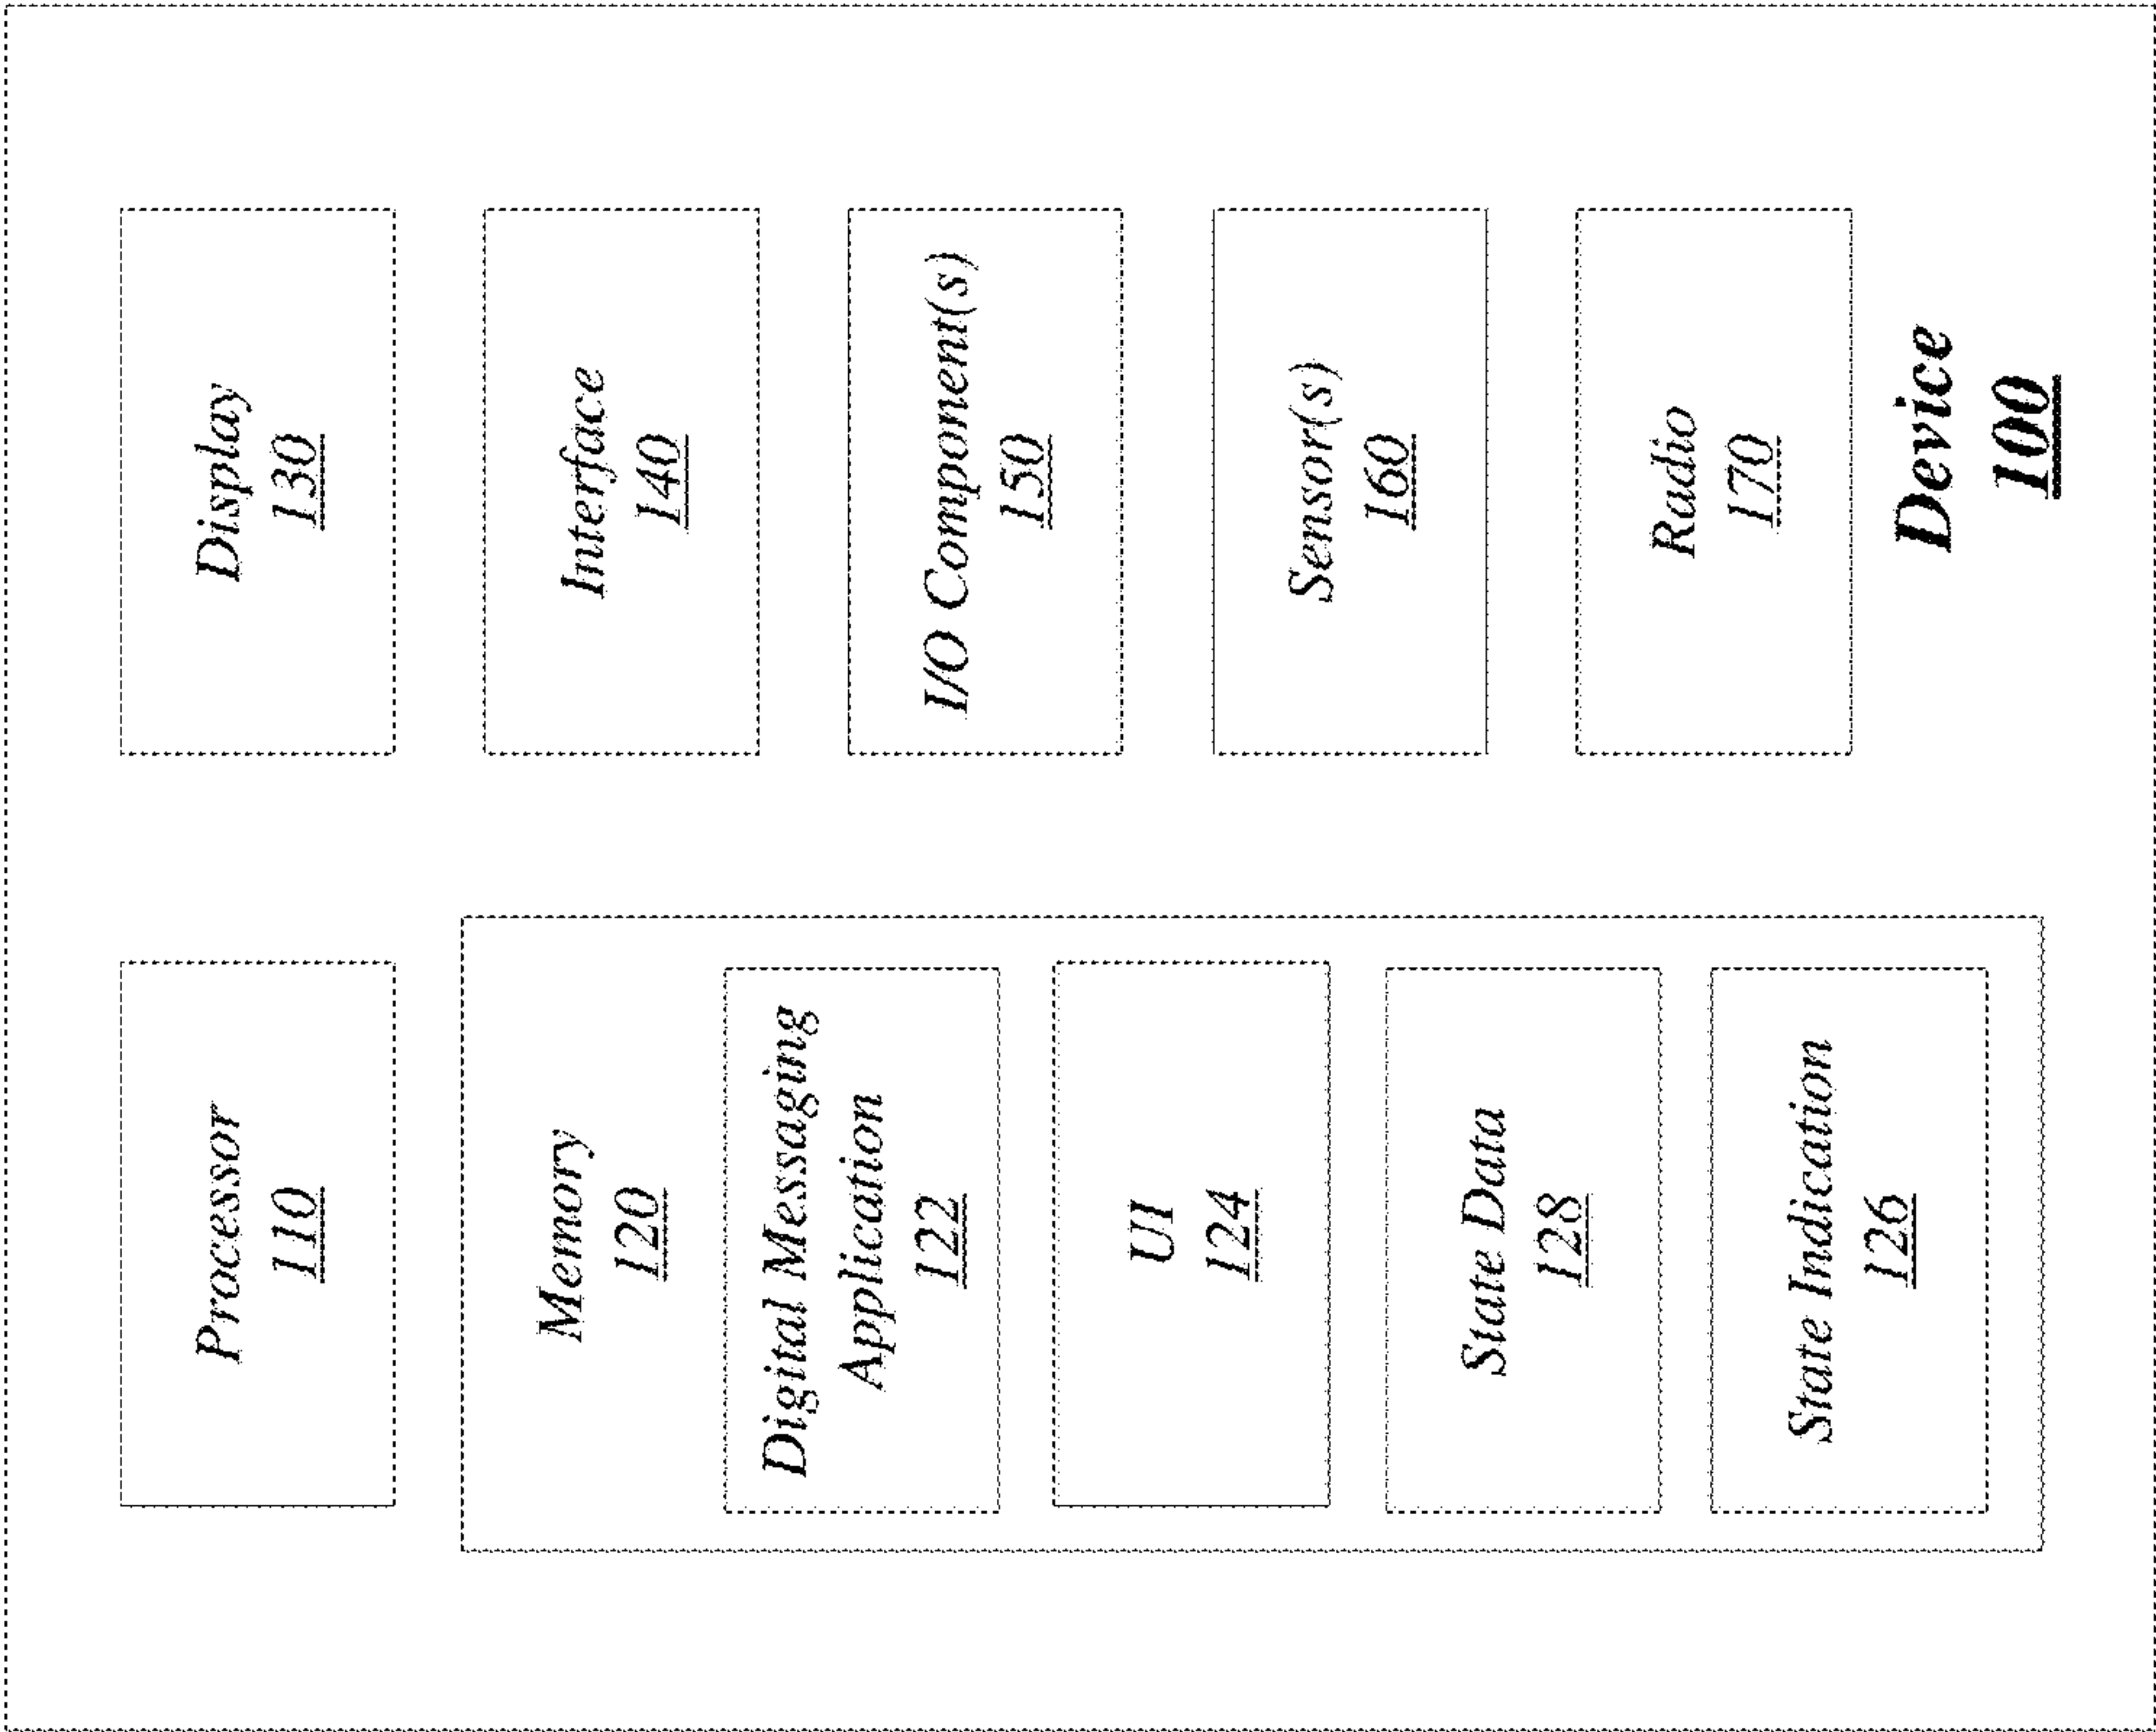 Processor
110
Memory
120
Digital Messaging
Application
122
UI
124
State Data
128
State Indication
126
Display
130
Interface
140
I/O Component(s)
150
Sensor(s)
160
Radio
170
Device
100